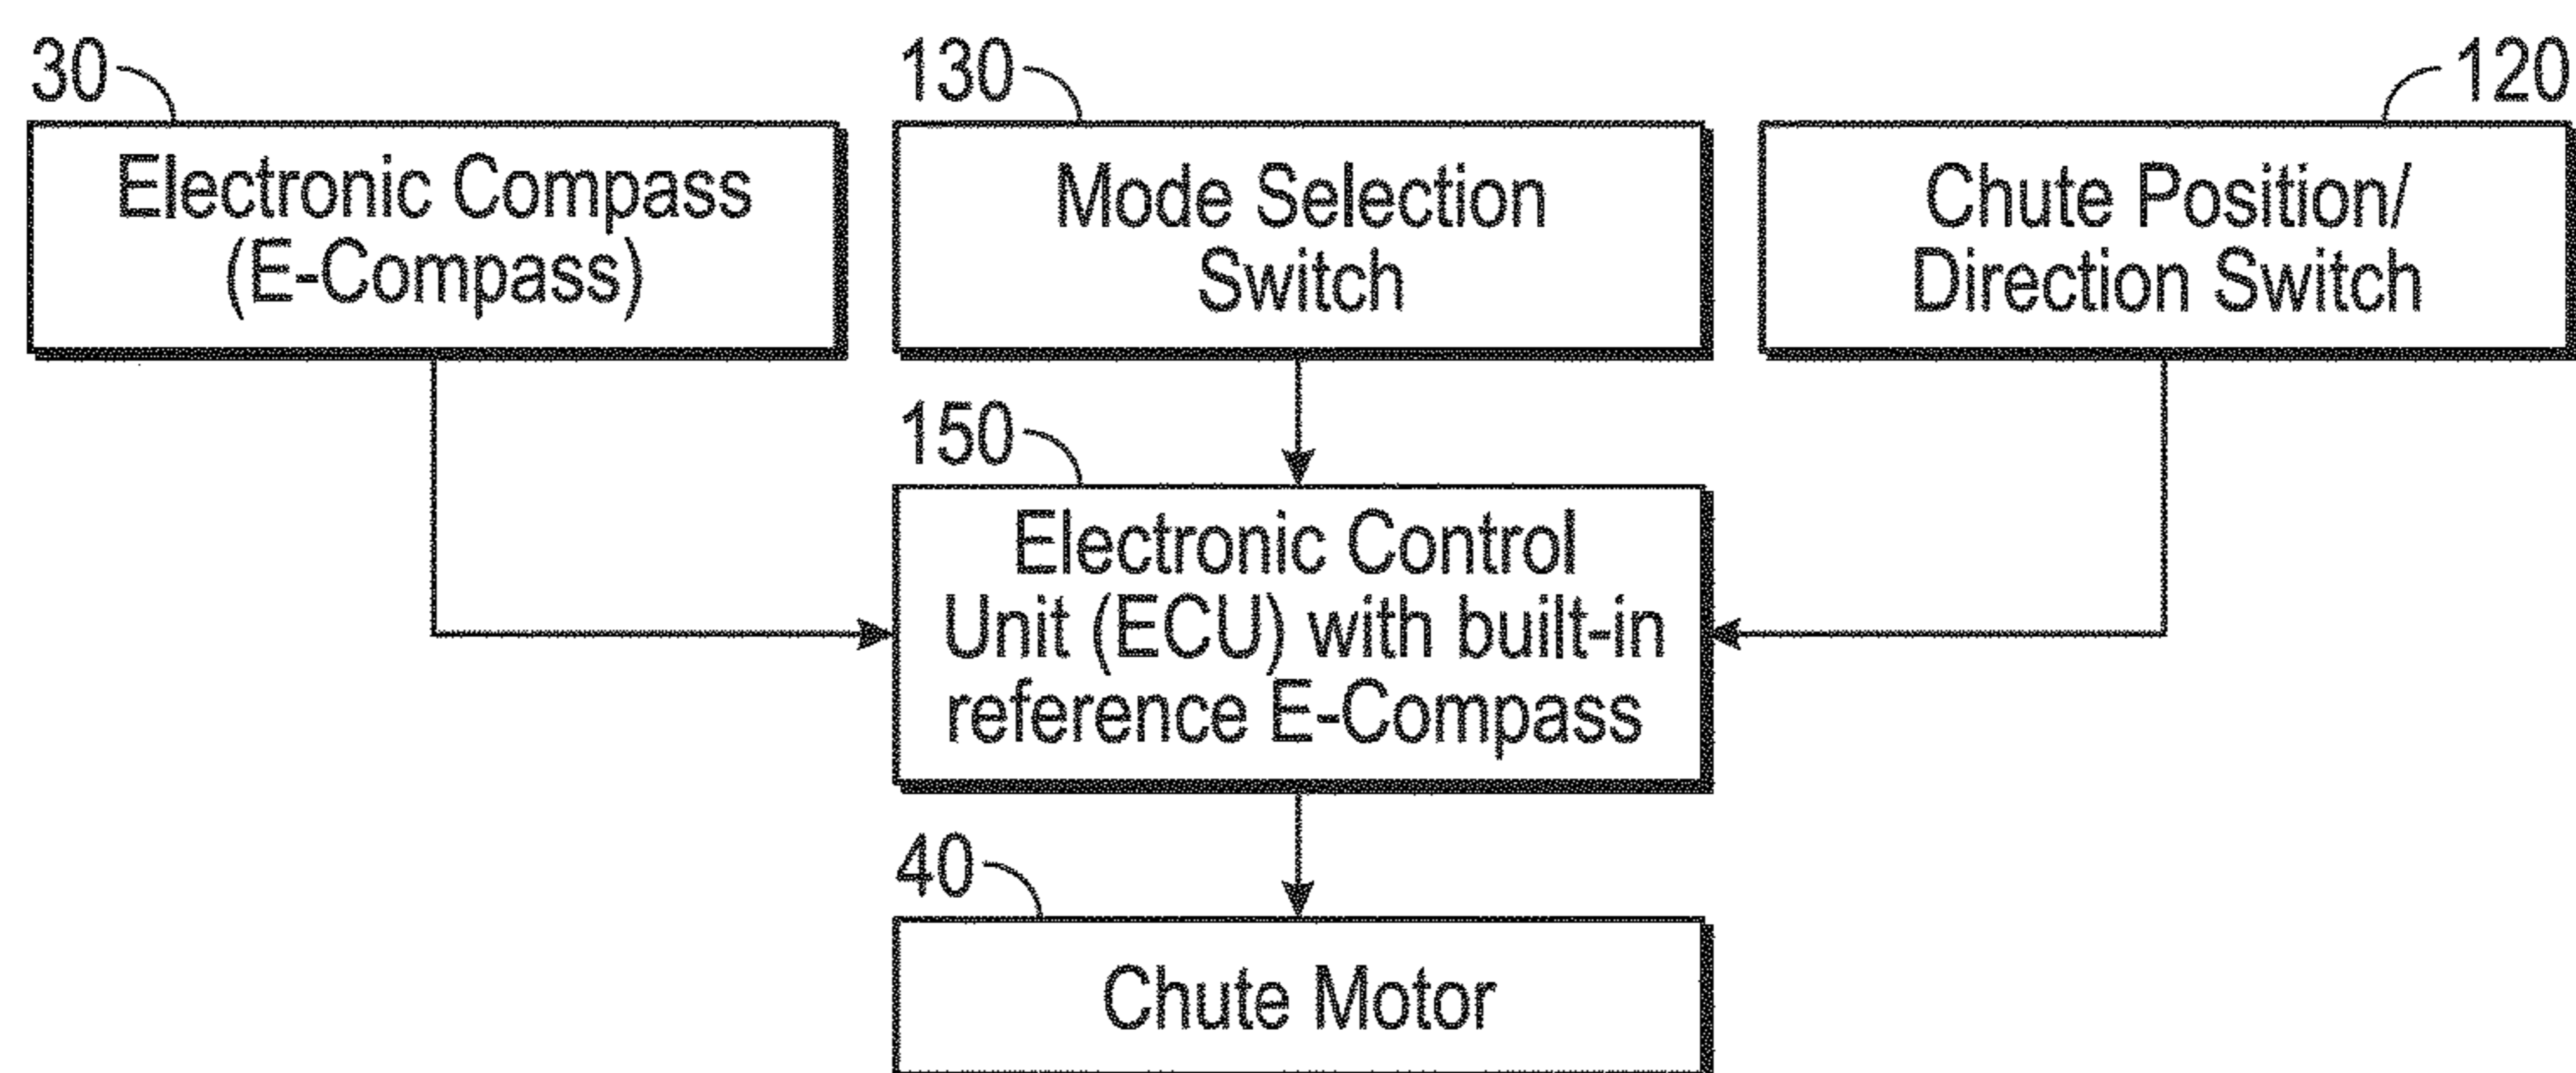 30
Electronic Compass
(E-Compass)
130
Mode Selection
Switch
120
Chute Position/
Direction Switch
150
Electronic Control
Unit (ECU) with built-in
reference E-Compass
40
Chute Motor